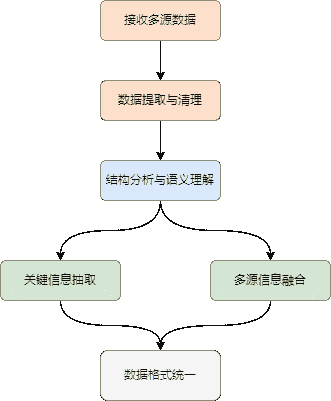 接收多源数据
数据提取与清理
结构分析与语义理解
关键信息抽取
多源信息融合
数据格式统一